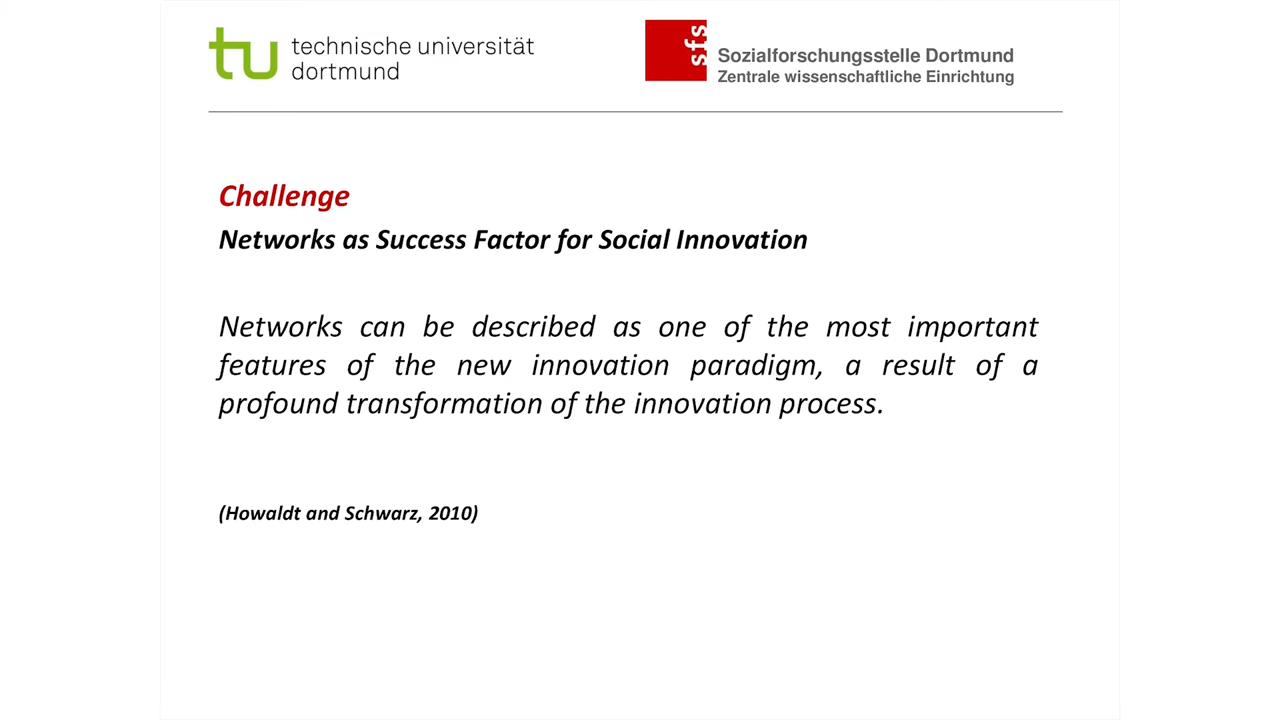 tu technische universität
dortmund
sfs
Sozialforschungsstelle Dortmund
Zentrale wissenschaftliche Einrichtung
Challenge
Networks as Success Factor for Social Innovation
Networks can be described as one of the most important
features of the new innovation paradigm, a result of a
profound transformation of the innovation process.
(Howaldt and Schwarz, 2010)